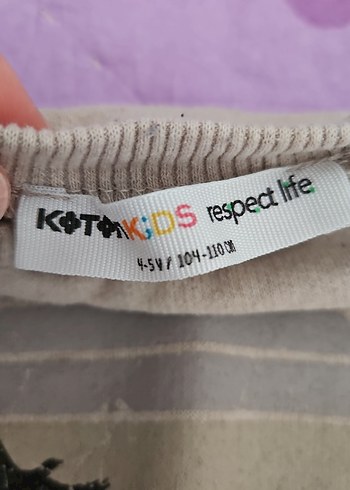 KOTON KiDS respect life
4-5Y / 104-110 CM